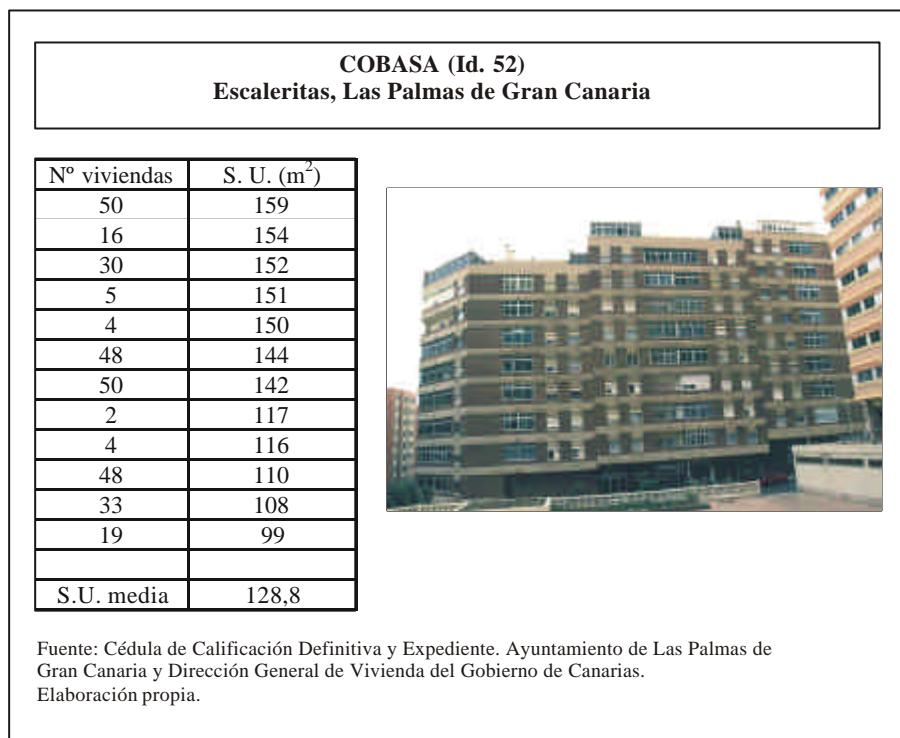 COBASA (Id. 52)
Escaleritas, Las Palmas de Gran Canaria
Nº viviendas S. U. (m²)
50 159
16 154
30 152
5 151
4 150
48 144
50 142
2 117
4 116
48 110
33 108
19 99
S.U. media 128,8
Fuente: Cédula de Calificación Definitiva y Expediente. Ayuntamiento de Las Palmas de
Gran Canaria y Dirección General de Vivienda del Gobierno de Canarias.
Elaboración propia.